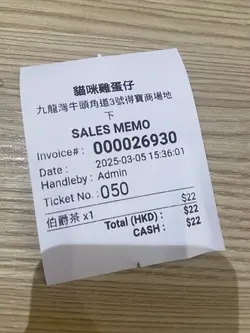 貓咪雞蛋仔
九龍灣牛頭角道3號得寶商場地
下
SALES MEMO
Invoice# : 000026930
Date : 2025-03-05 15:36:01
Handleby : Admin
Ticket No. : 050
伯爵茶 x1 $22
Total (HKD) : $22
CASH : $22